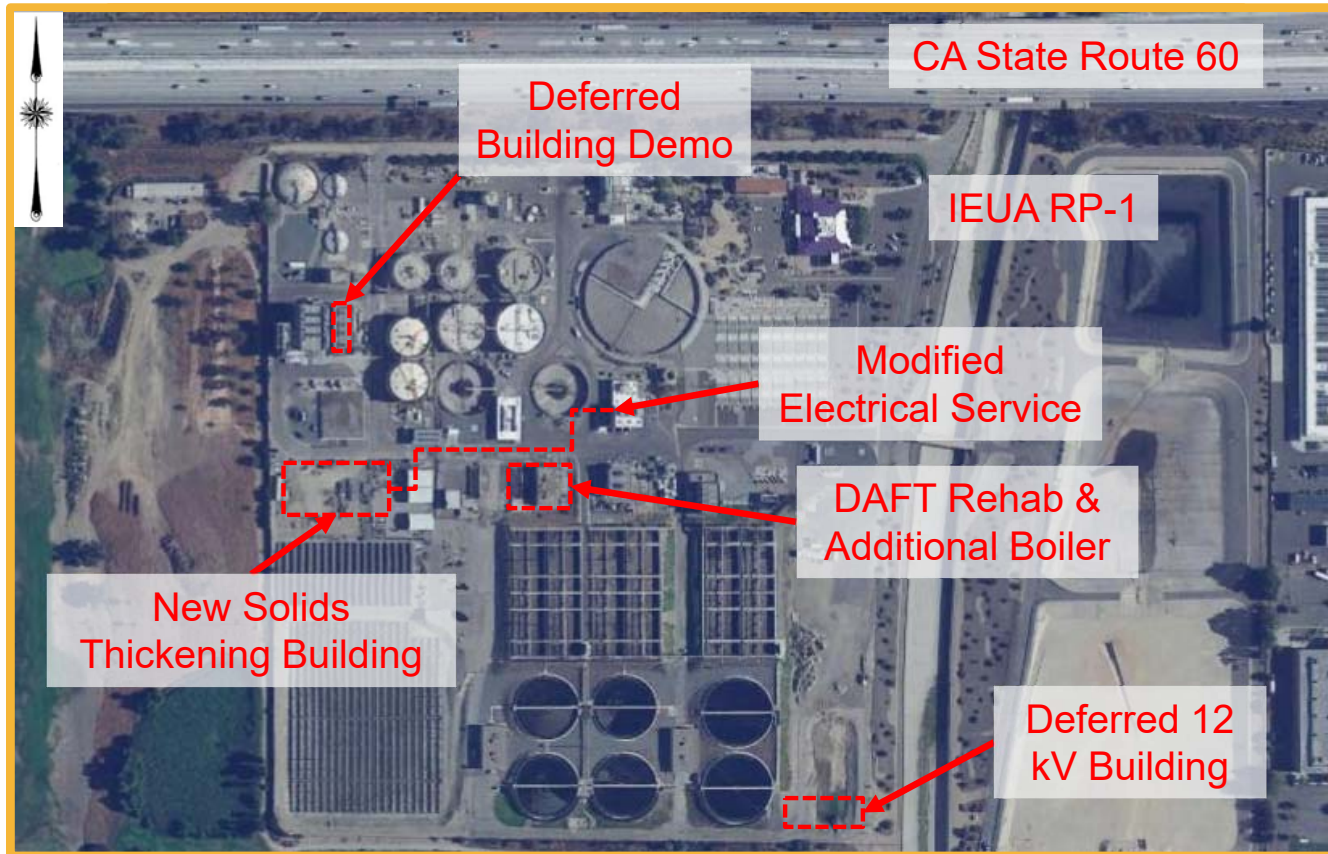 CA State Route 60
Deferred
Building Demo
IEUA RP-1
Modified
Electrical Service
DAFT Rehab &
Additional Boiler
New Solids
Thickening Building
Deferred 12
kV Building